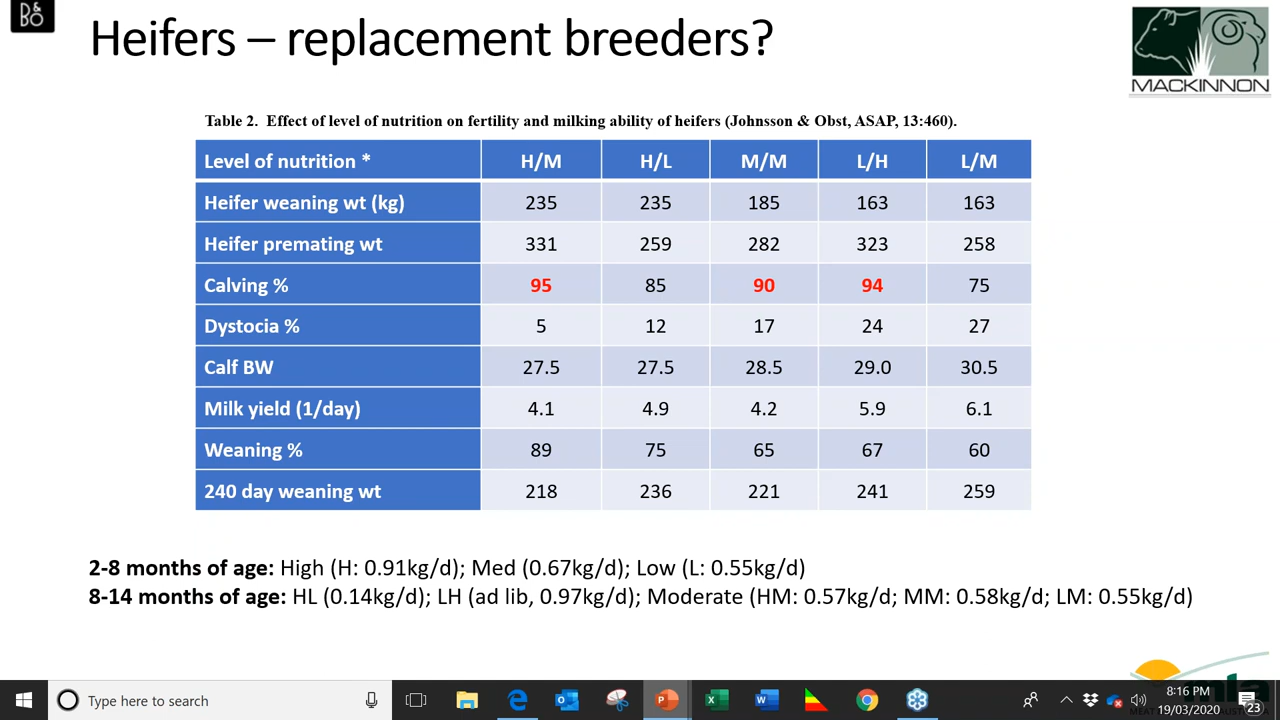 B&O
Heifers – replacement breeders?
MACKINNON
Table 2. Effect of level of nutrition on fertility and milking ability of heifers (Johnsson & Obst, ASAP, 13:460).
Level of nutrition * H/M H/L M/M L/H L/M
Heifer weaning wt (kg) 235 235 185 163 163
Heifer premating wt 331 259 282 323 258
Calving % 95 85 90 94 75
Dystocia % 5 12 17 24 27
Calf BW 27.5 27.5 28.5 29.0 30.5
Milk yield (1/day) 4.1 4.9 4.2 5.9 6.1
Weaning % 89 75 65 67 60
240 day weaning wt 218 236 221 241 259
2-8 months of age: High (H: 0.91kg/d); Med (0.67kg/d); Low (L: 0.55kg/d)
8-14 months of age: HL (0.14kg/d); LH (ad lib, 0.97kg/d); Moderate (HM: 0.57kg/d; MM: 0.58kg/d; LM: 0.55kg/d)
Type here to search
8:16 PM
19/03/2020
23